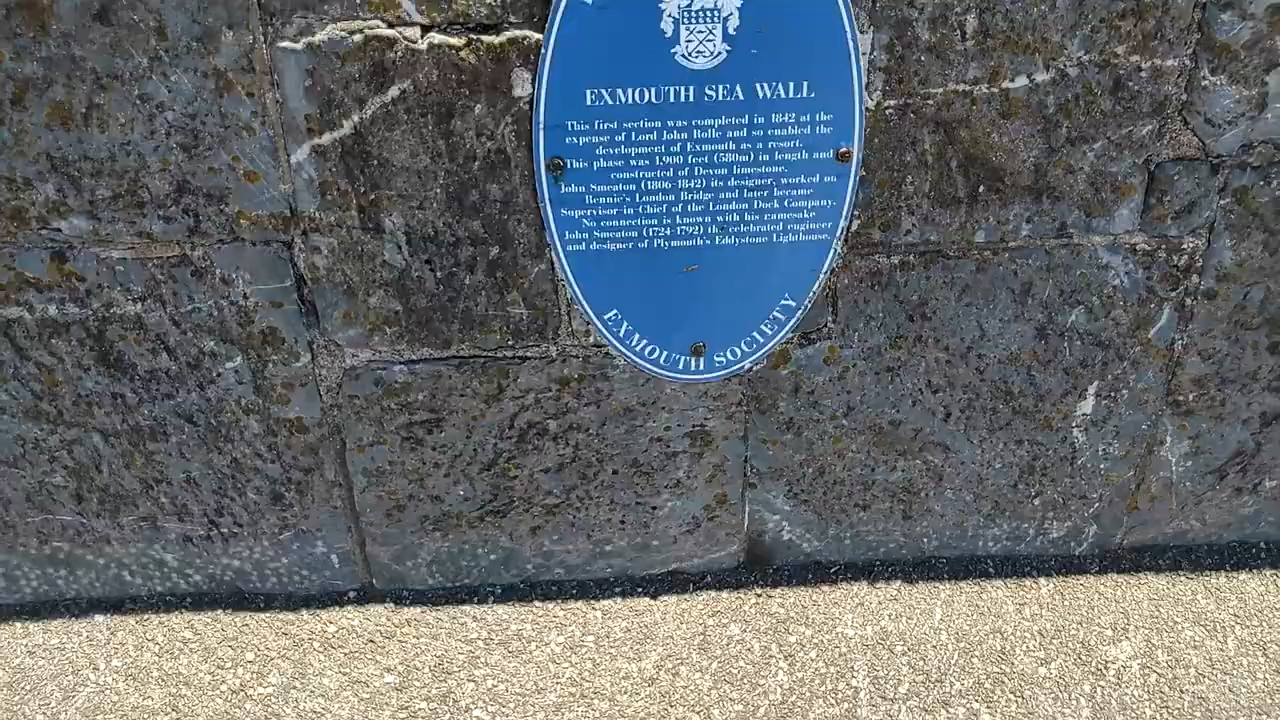 EXMOUTH SEA WALL
This first section was completed in 1842 at the
expense of Lord John Rolle and so enabled the
development of Exmouth as a resort.
This phase was 1,900 feet (580m) in length and
constructed of Devon limestone.
John Smeaton (1806-1842) its designer, worked on
Rennie's London Bridge and later became
Supervisor-in-Chief of the London Dock Company.
No connection is known with his namesake
John Smeaton (1724-1792) the celebrated engineer
and designer of Plymouth's Eddystone Lighthouse.
EXMOUTH SOCIETY